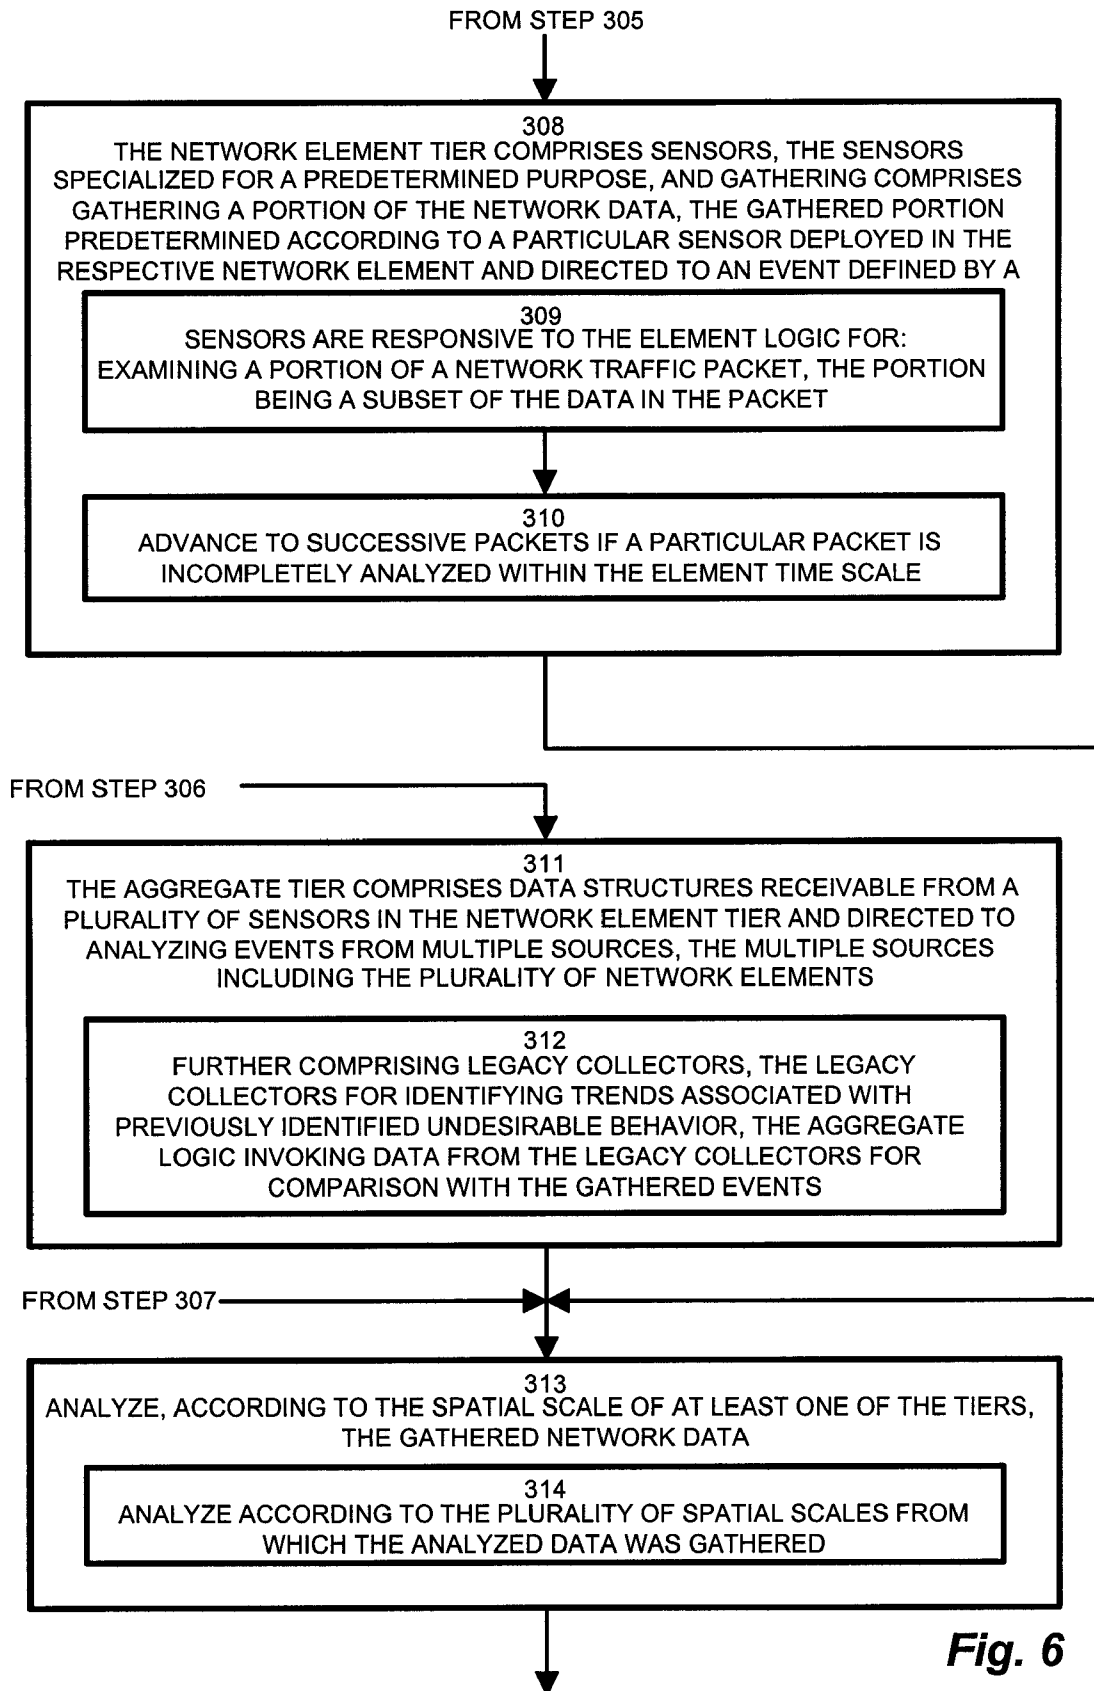 FROM STEP 305
308
THE NETWORK ELEMENT TIER COMPRISES SENSORS, THE SENSORS
SPECIALIZED FOR A PREDETERMINED PURPOSE, AND GATHERING COMPRISES
GATHERING A PORTION OF THE NETWORK DATA, THE GATHERED PORTION
PREDETERMINED ACCORDING TO A PARTICULAR SENSOR DEPLOYED IN THE
RESPECTIVE NETWORK ELEMENT AND DIRECTED TO AN EVENT DEFINED BY A
309
SENSORS ARE RESPONSIVE TO THE ELEMENT LOGIC FOR:
EXAMINING A PORTION OF A NETWORK TRAFFIC PACKET, THE PORTION
BEING A SUBSET OF THE DATA IN THE PACKET
310
ADVANCE TO SUCCESSIVE PACKETS IF A PARTICULAR PACKET IS
INCOMPLETELY ANALYZED WITHIN THE ELEMENT TIME SCALE
FROM STEP 306
311
THE AGGREGATE TIER COMPRISES DATA STRUCTURES RECEIVABLE FROM A
PLURALITY OF SENSORS IN THE NETWORK ELEMENT TIER AND DIRECTED TO
ANALYZING EVENTS FROM MULTIPLE SOURCES, THE MULTIPLE SOURCES
INCLUDING THE PLURALITY OF NETWORK ELEMENTS
312
FURTHER COMPRISING LEGACY COLLECTORS, THE LEGACY
COLLECTORS FOR IDENTIFYING TRENDS ASSOCIATED WITH
PREVIOUSLY IDENTIFIED UNDESIRABLE BEHAVIOR, THE AGGREGATE
LOGIC INVOKING DATA FROM THE LEGACY COLLECTORS FOR
COMPARISON WITH THE GATHERED EVENTS
FROM STEP 307
313
ANALYZE, ACCORDING TO THE SPATIAL SCALE OF AT LEAST ONE OF THE TIERS,
THE GATHERED NETWORK DATA
314
ANALYZE ACCORDING TO THE PLURALITY OF SPATIAL SCALES FROM
WHICH THE ANALYZED DATA WAS GATHERED
Fig. 6